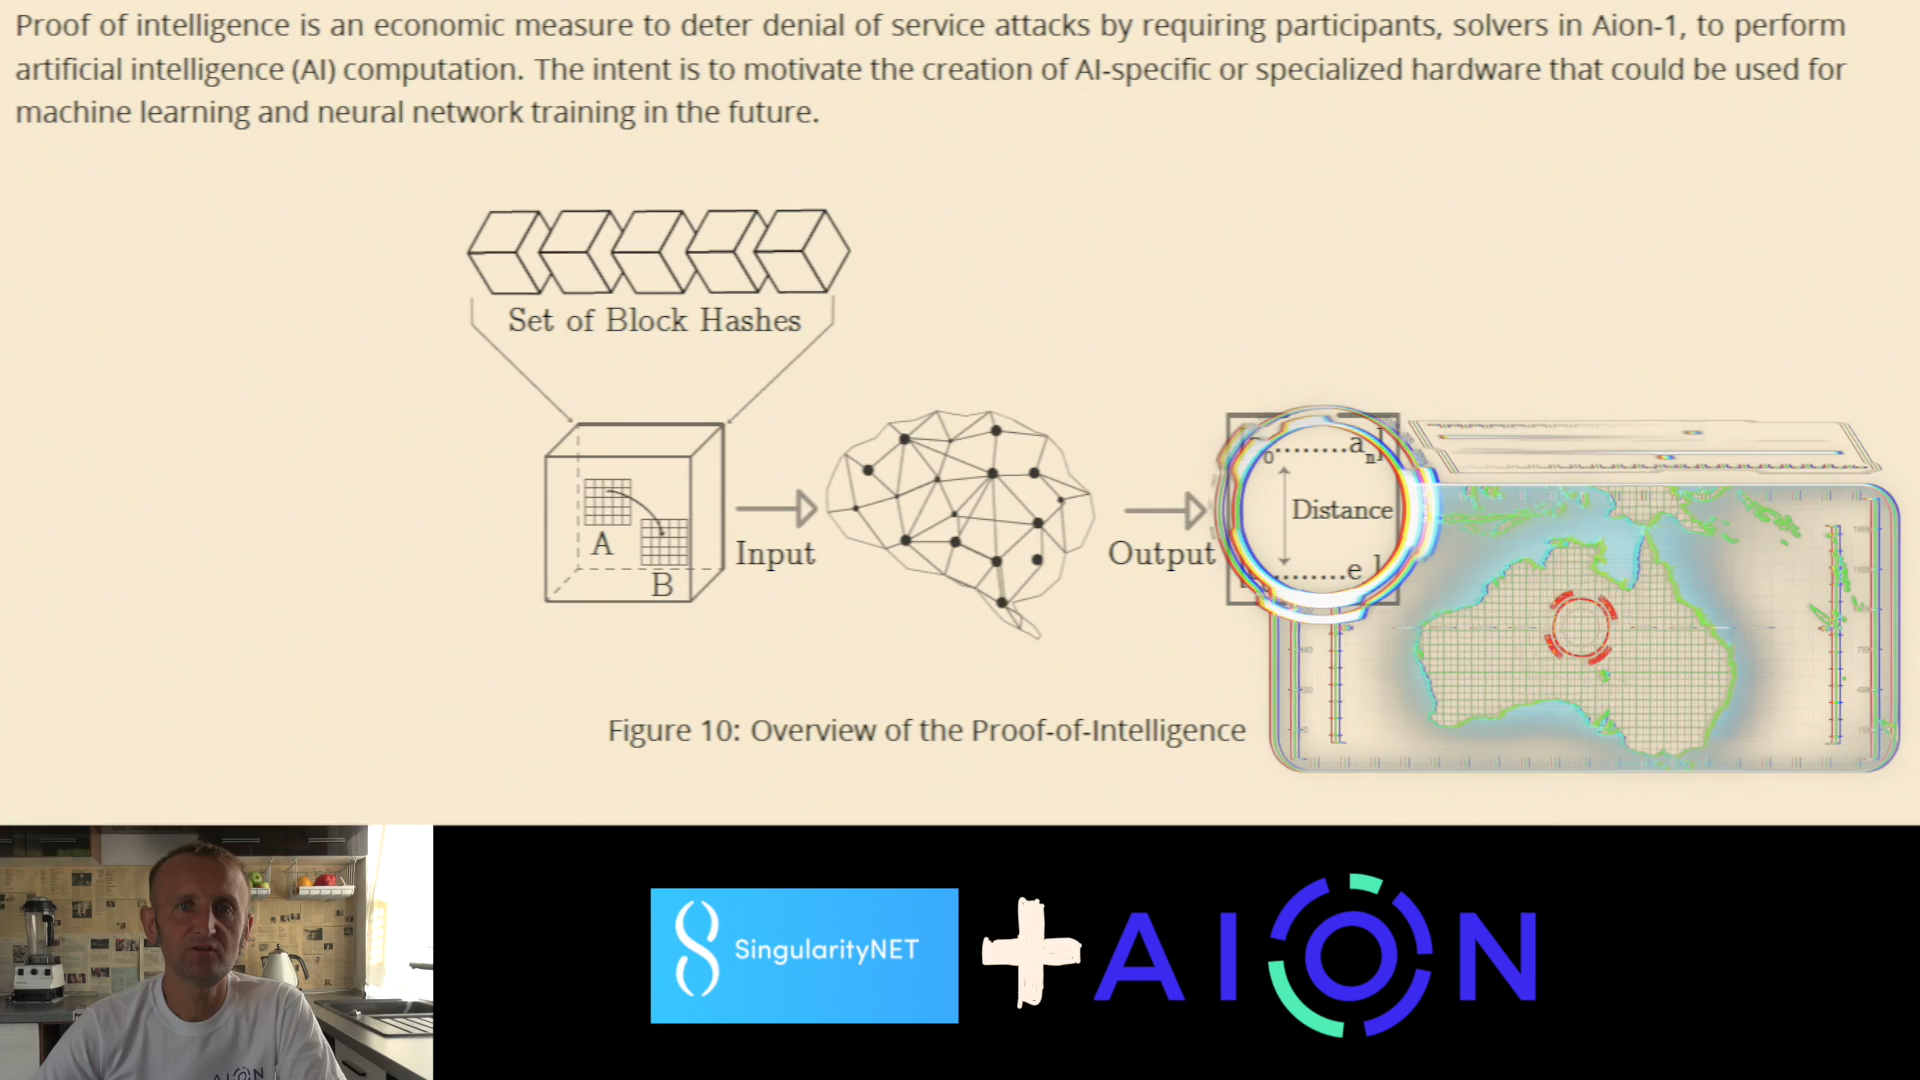 Proof of intelligence is an economic measure to deter denial of service attacks by requiring participants, solvers in Aion-1, to perform
artificial intelligence (AI) computation. The intent is to motivate the creation of AI-specific or specialized hardware that could be used for
machine learning and neural network training in the future.
Set of Block Hashes
A
B
Input
Output
0........a n]
Distance
........e ]
Figure 10: Overview of the Proof-of-Intelligence
SingularityNET
AION
AION